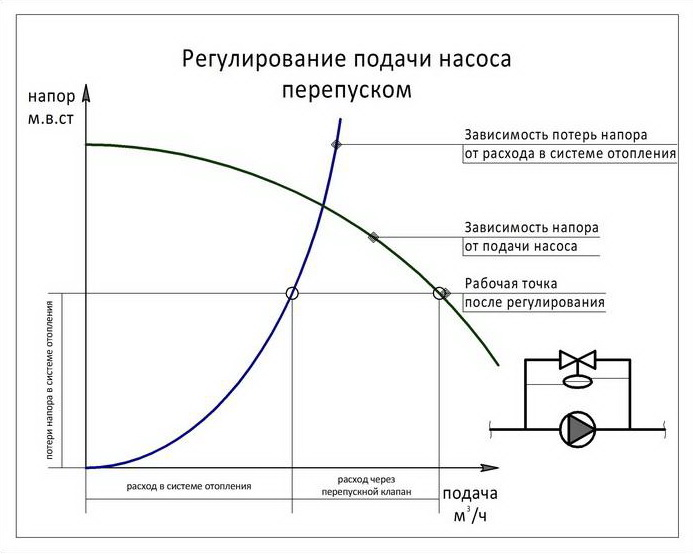 Регулирование подачи насоса
перепуском
напор
м.в.ст
Зависимость потерь напора
от расхода в системе отопления
Зависимость напора
от подачи насоса
Рабочая точка
после регулирования
потери напора в системе отопления
расход в системе отопления
расход через
перепускной клапан
подача
м³/ч